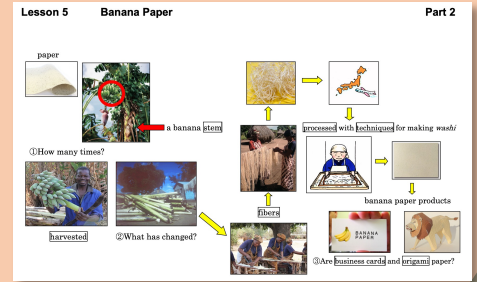 Lesson 5 Banana Paper Part 2
paper
a banana stem
①How many times?
harvested
②What has changed?
fibers
processed with techniques for making washi
banana paper products
BANANA
PAPER
③Are business cards and origami paper?